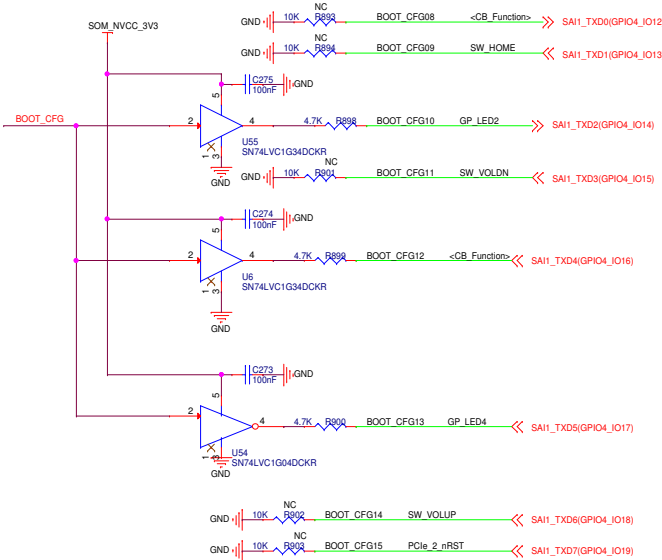 NC
GND 10K R893 BOOT_CFG08 <CB_Function> SAI1_TXD0(GPIO4_IO12
SOM_NVCC_3V3
NC
GND 10K R894 BOOT_CFG09 SW_HOME SAI1_TXD1(GPIO4_IO13
C275 GND
100nF
5
BOOT_CFG 2 4 4.7K R898 BOOT_CFG10 GP_LED2 SAI1_TXD2(GPIO4_IO14)
U55
1 3 SN74LVC1G34DCKR
GND
NC
GND 10K R901 BOOT_CFG11 SW_VOLDN SAI1_TXD3(GPIO4_IO15)
C274 GND
100nF
5
2 4 4.7K R899 BOOT_CFG12 <CB_Function> SAI1_TXD4(GPIO4_IO16)
U6
1 3 SN74LVC1G34DCKR
GND
C273 GND
100nF
5
2 4 4.7K R900 BOOT_CFG13 GP_LED4 SAI1_TXD5(GPIO4_IO17)
U54
1 3 SN74LVC1G04DCKR
GND
NC
GND 10K R902 BOOT_CFG14 SW_VOLUP SAI1_TXD6(GPIO4_IO18)
NC
GND 10K R903 BOOT_CFG15 PCIe_2_nRST SAI1_TXD7(GPIO4_IO19)